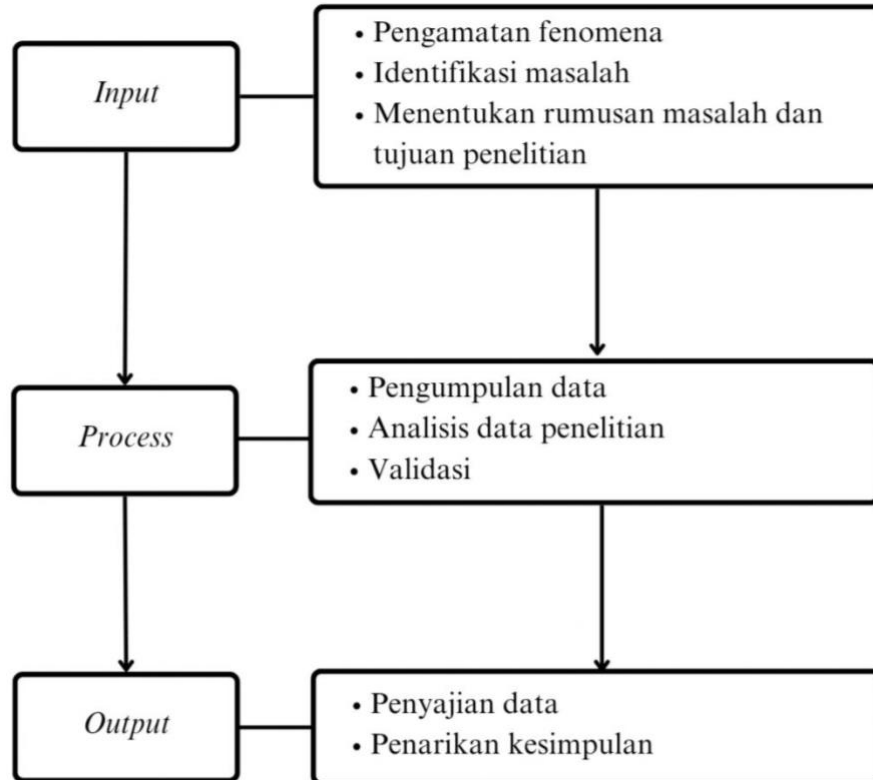 Input
• Pengamatan fenomena
• Identifikasi masalah
• Menentukan rumusan masalah dan
tujuan penelitian
Process
• Pengumpulan data
• Analisis data penelitian
• Validasi
Output
• Penyajian data
• Penarikan kesimpulan